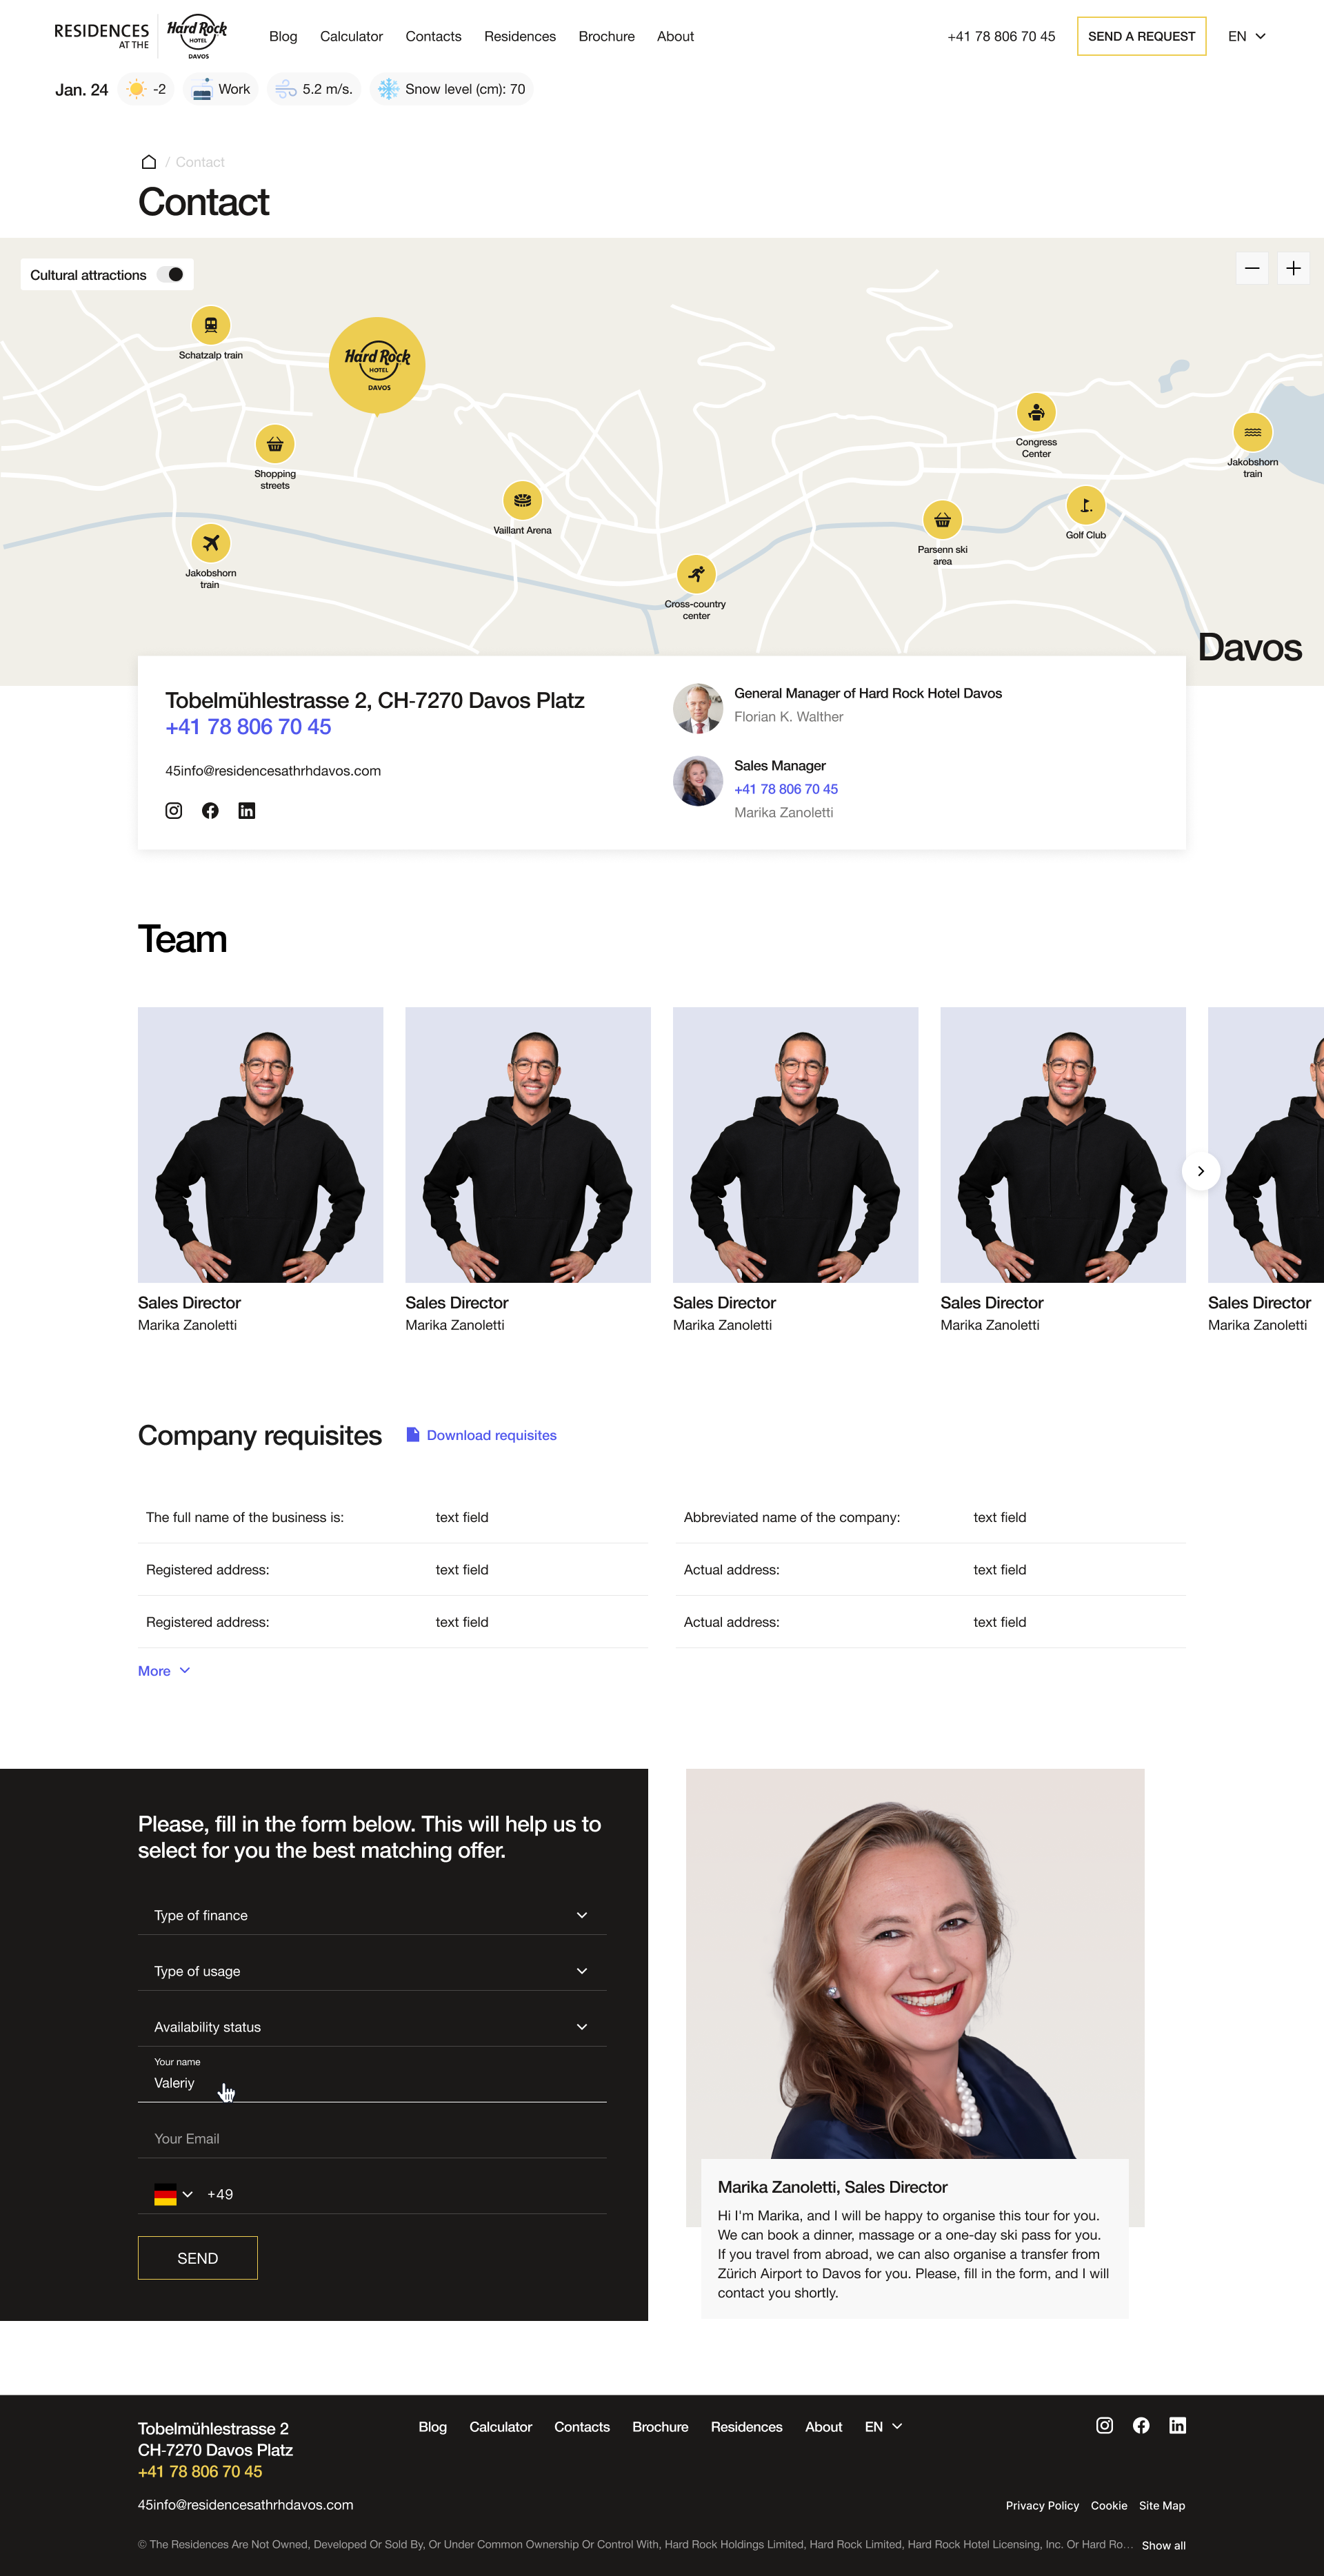 RESIDENCES
AT THE
Hard Rock
HOTEL
DAVOS
Blog Calculator Contacts Residences Brochure About
+41 78 806 70 45
SEND A REQUEST
EN
Jan. 24
-2
Work
5.2 m/s.
Snow level (cm): 70
/ Contact
Contact
Cultural attractions
Schatzalp train
Hard Rock
HOTEL
DAVOS
Shopping
streets
Jakobshorn
train
Vaillant Arena
Cross-country
center
Congress
Center
Jakobshorn
train
Golf Club
Parsenn ski
area
Davos
Tobelmühlestrasse 2, CH-7270 Davos Platz
+41 78 806 70 45
45info@residencesathrhdavos.com
General Manager of Hard Rock Hotel Davos
Florian K. Walther
Sales Manager
+41 78 806 70 45
Marika Zanoletti
Team
Sales Director
Marika Zanoletti
Sales Director
Marika Zanoletti
Sales Director
Marika Zanoletti
Sales Director
Marika Zanoletti
Sales Director
Marika Zanoletti
Company requisites
Download requisites
The full name of the business is: text field
Abbreviated name of the company: text field
Registered address: text field
Actual address: text field
Registered address: text field
Actual address: text field
More
Please, fill in the form below. This will help us to
select for you the best matching offer.
Type of finance
Type of usage
Availability status
Your name
Valeriy
Your Email
+49
SEND
Marika Zanoletti, Sales Director
Hi I'm Marika, and I will be happy to organise this tour for you.
We can book a dinner, massage or a one-day ski pass for you.
If you travel from abroad, we can also organise a transfer from
Zürich Airport to Davos for you. Please, fill in the form, and I will
contact you shortly.
Tobelmühlestrasse 2
CH-7270 Davos Platz
+41 78 806 70 45
45info@residencesathrhdavos.com
Blog Calculator Contacts Brochure Residences About EN
Privacy Policy Cookie Site Map
© The Residences Are Not Owned, Developed Or Sold By, Or Under Common Ownership Or Control With, Hard Rock Holdings Limited, Hard Rock Limited, Hard Rock Hotel Licensing, Inc. Or Hard Ro... Show all